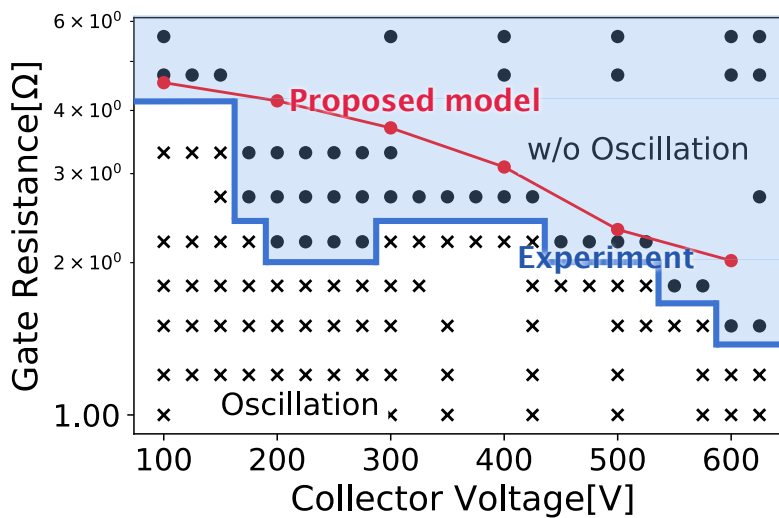 6 × 10⁰
Gate Resistance[Ω]
4 × 10⁰
3 × 10⁰
2 × 10⁰
1.00
Proposed model
w/o Oscillation
Experiment
Oscillation
100 200 300 400 500 600
Collector Voltage[V]